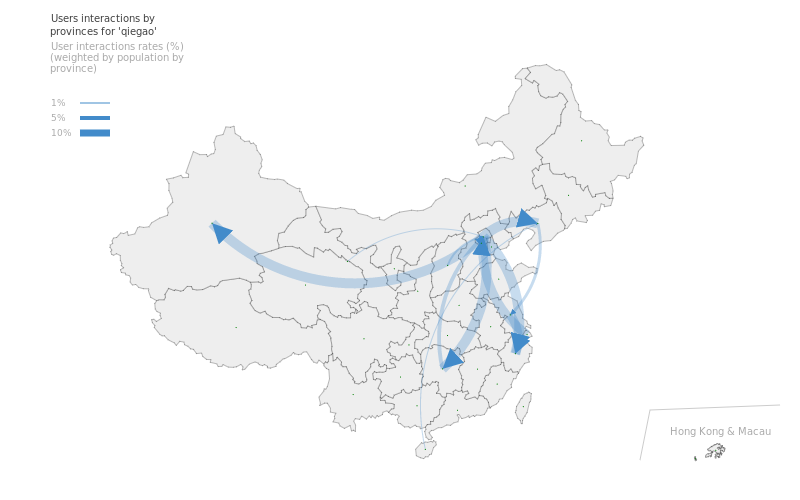 Users interactions by
provinces for 'qiegao'
User interactions rates (%)
(weighted by population by
province)
1%
5%
10%
Hong Kong & Macau